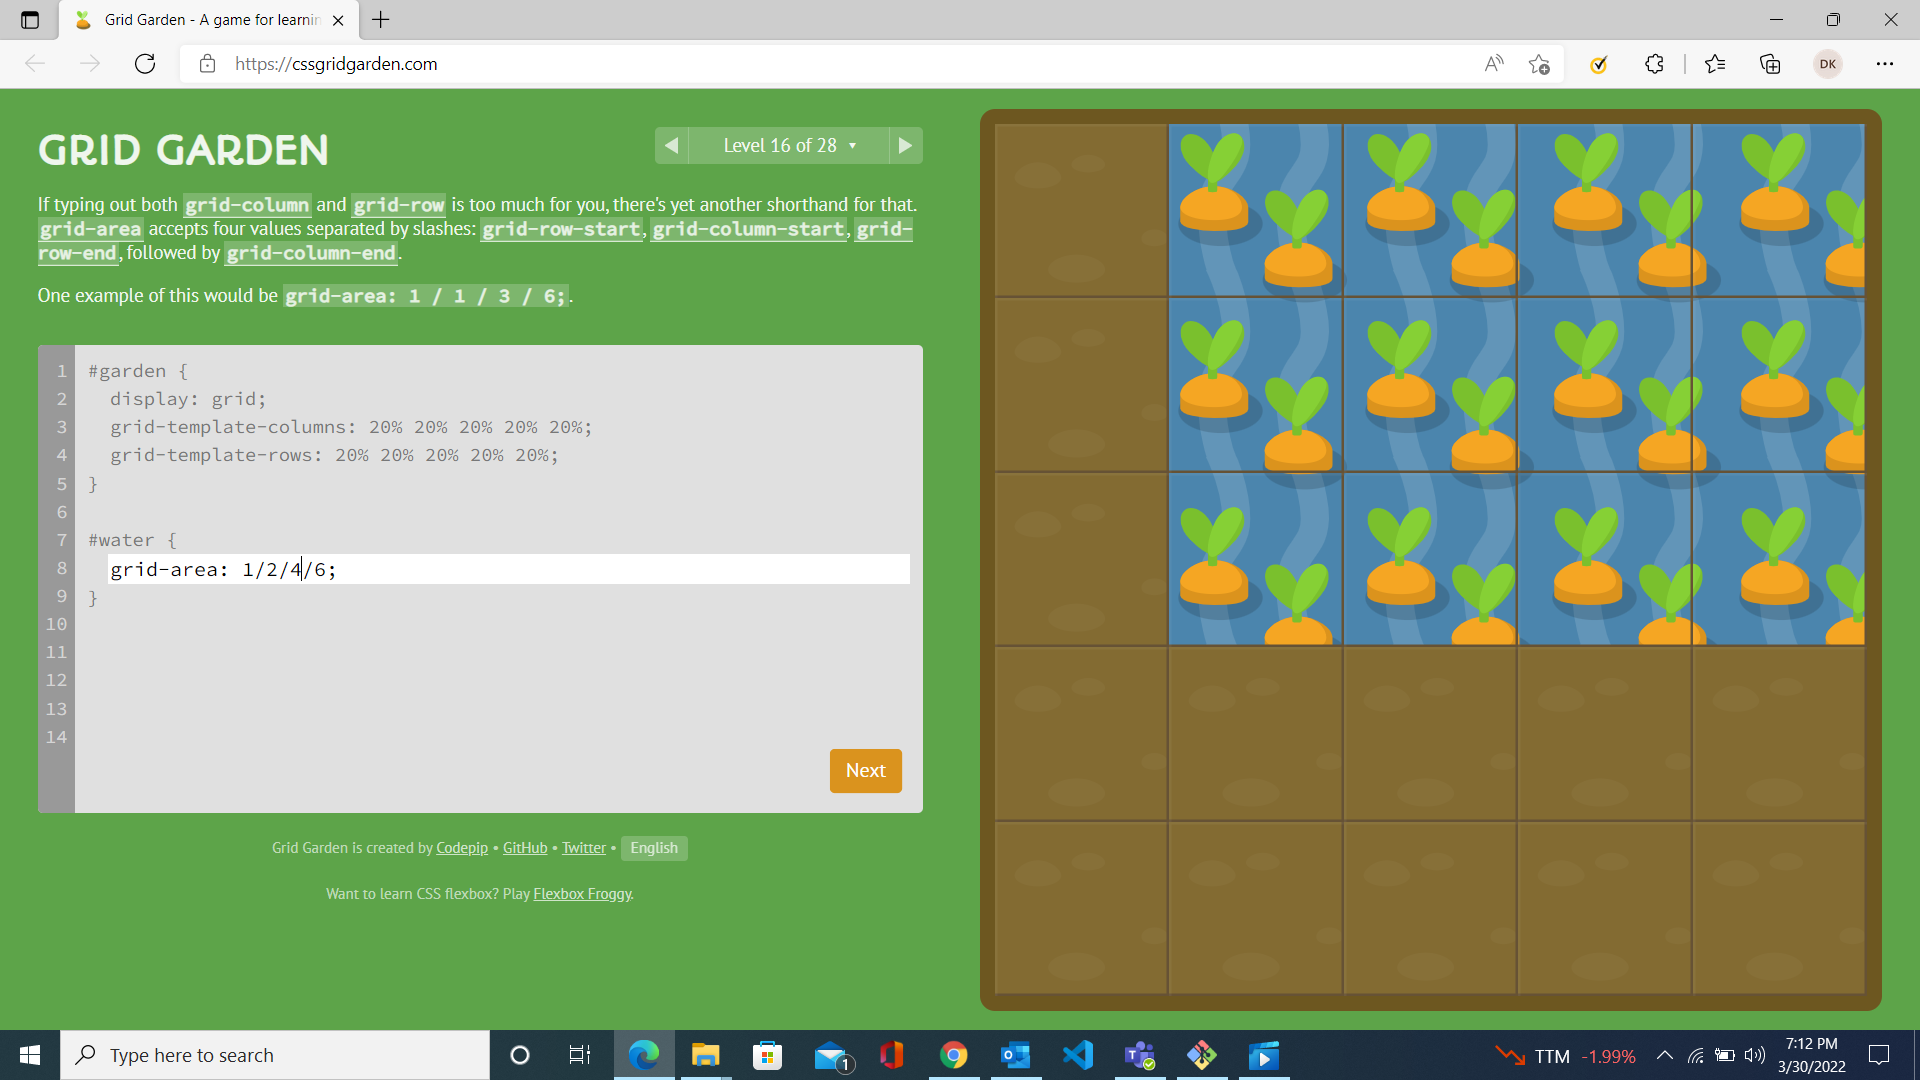 Grid Garden - A game for learnin
https://cssgridgarden.com
DK
GRID GARDEN
Level 16 of 28
If typing out both grid-column and grid-row is too much for you, there's yet another shorthand for that.
grid-area accepts four values separated by slashes: grid-row-start, grid-column-start, grid-
row-end, followed by grid-column-end.
One example of this would be grid-area: 1 / 1 / 3 / 6;.
1 #garden {
2 display: grid;
3 grid-template-columns: 20% 20% 20% 20% 20%;
4 grid-template-rows: 20% 20% 20% 20% 20%;
5 }
6
7 #water {
8 grid-area: 1/2/4/6;
9 }
10
11
12
13
14
Next
Grid Garden is created by Codepip • GitHub • Twitter • English
Want to learn CSS flexbox? Play Flexbox Froggy.
Type here to search
1
TTM -1.99%
7:12 PM
3/30/2022